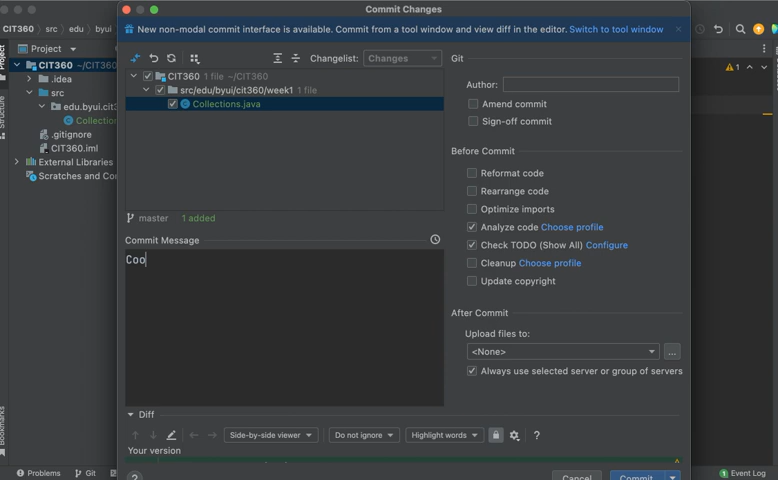 Commit Changes
New non-modal commit interface is available. Commit from a tool window and view diff in the editor. Switch to tool window
CIT360 src edu byui
Project
CIT360 ~/CIT360
.idea
src
edu.byui.cit3
Collection
.gitignore
CIT360.iml
External Libraries
Scratches and Co
Project
Structure
Bookmarks
Changelist: Changes
CIT360 1 file ~/CIT360
src/edu/byui/cit360/week1 1 file
Collections.java
master 1 added
Commit Message
Coo
Git
Author:
Amend commit
Sign-off commit
Before Commit
Reformat code
Rearrange code
Optimize imports
Analyze code Choose profile
Check TODO (Show All) Configure
Cleanup Choose profile
Update copyright
After Commit
Upload files to:
<None>
...
Always use selected server or group of servers
Diff
Side-by-side viewer Do not ignore Highlight words ?
Your version
? Cancel Commit
1
Problems Git
1 Event Log